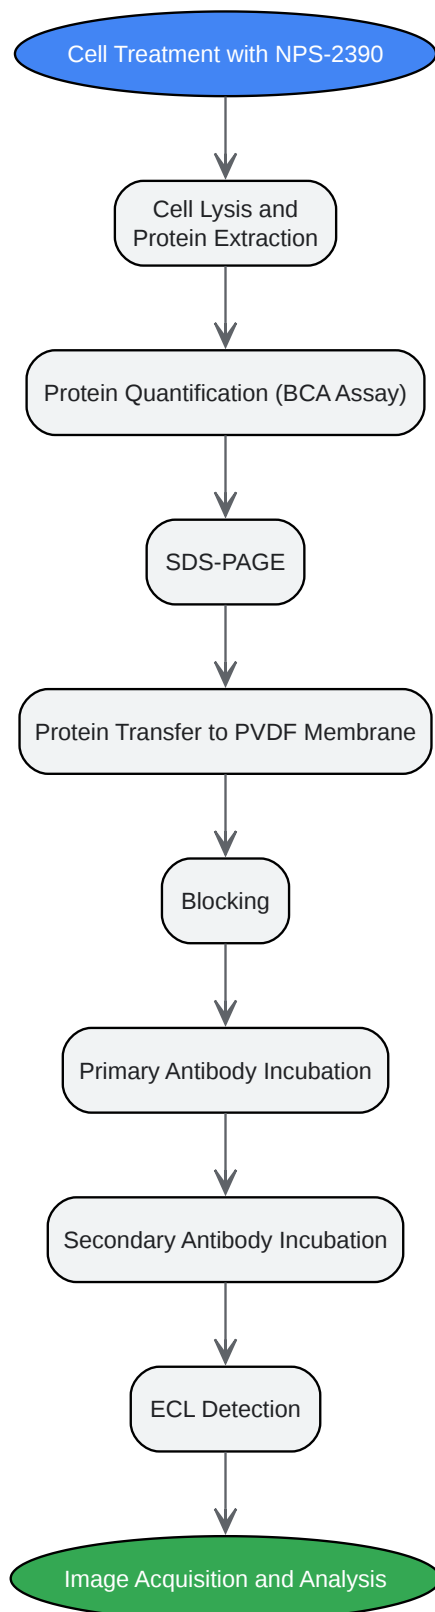 Cell Treatment with NPS-2390
Cell Lysis and
Protein Extraction
Protein Quantification (BCA Assay)
SDS-PAGE
Protein Transfer to PVDF Membrane
Blocking
Primary Antibody Incubation
Secondary Antibody Incubation
ECL Detection
Image Acquisition and Analysis